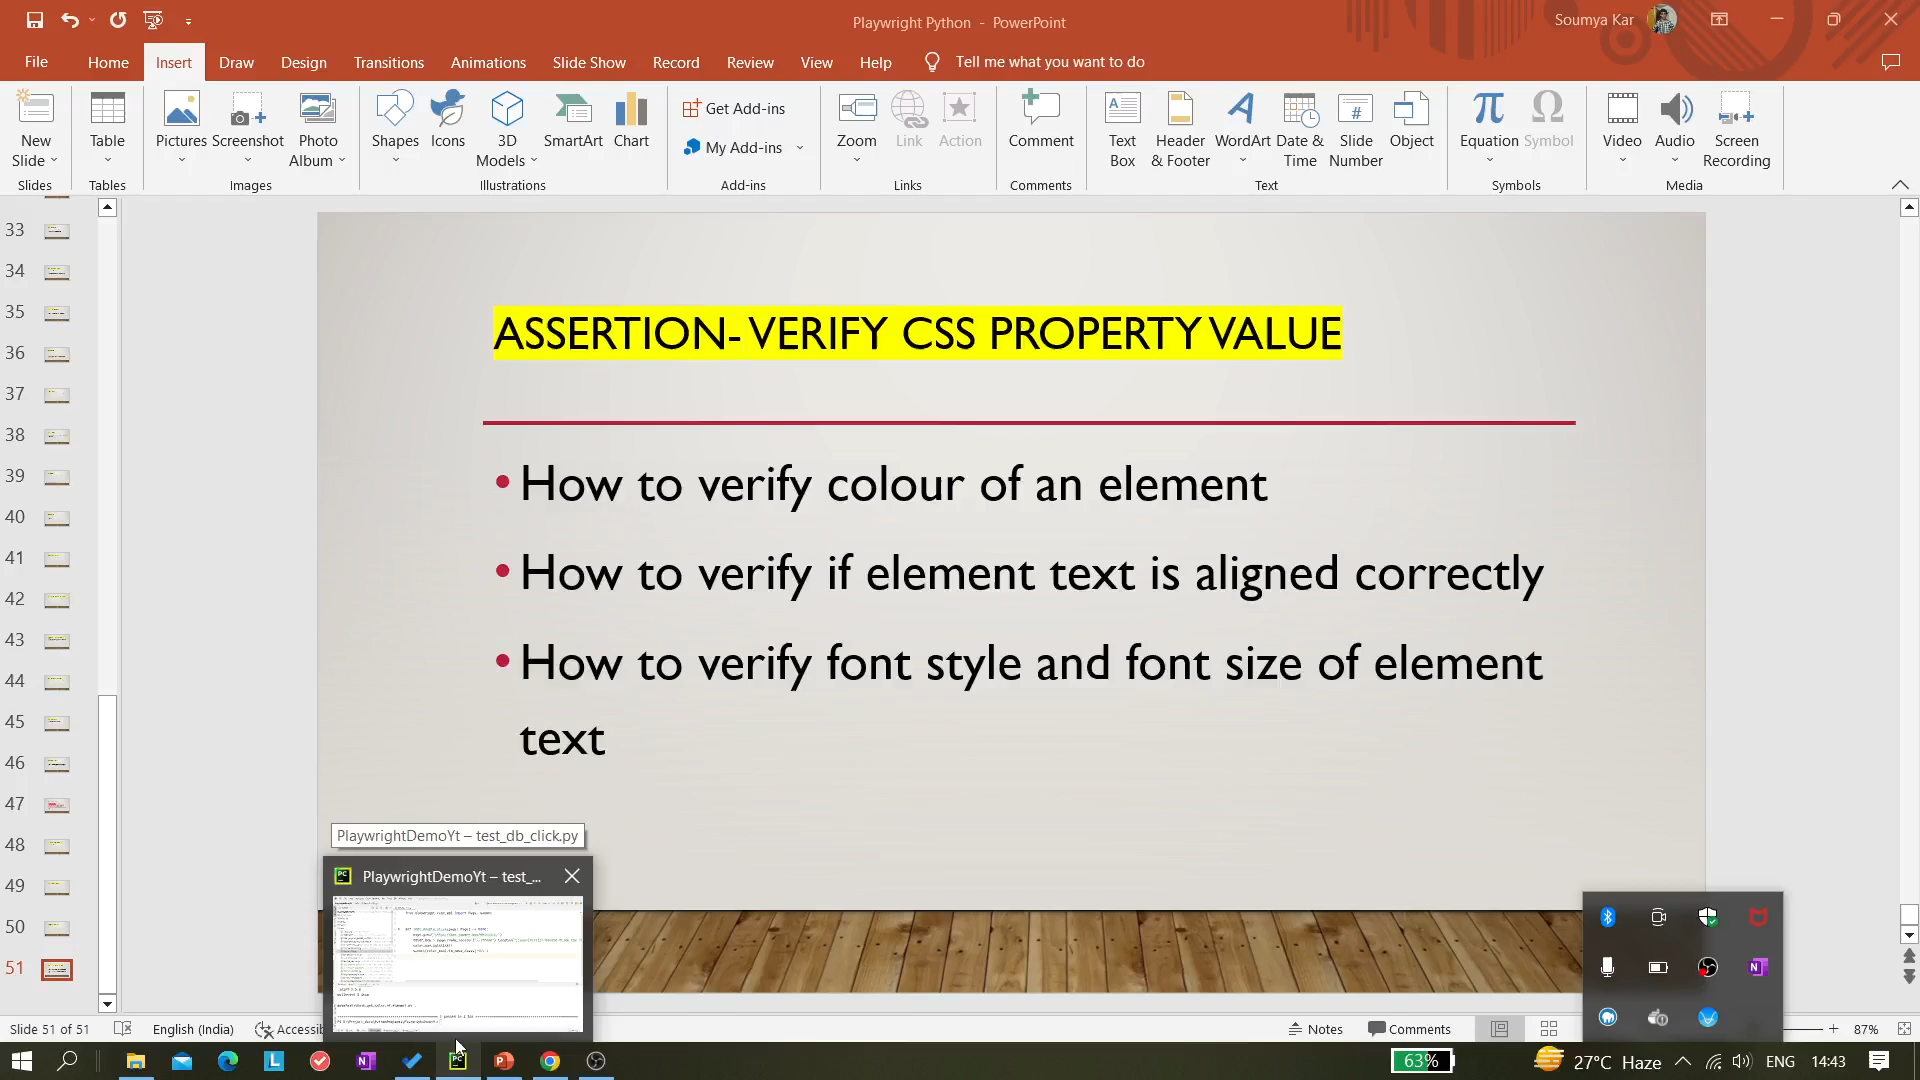 Playwright Python - PowerPoint
Soumya Kar
File Home Insert Draw Design Transitions Animations Slide Show Record Review View Help Tell me what you want to do
New Slide
Table
Pictures
Screenshot
Photo Album
Shapes
Icons
3D Models
SmartArt
Chart
Get Add-ins
My Add-ins
Zoom
Link
Action
Comment
Text Box
Header & Footer
WordArt
Date & Time
Slide Number
Object
Equation
Symbol
Video
Audio
Screen Recording
Slides Tables Images Illustrations Add-ins Links Comments Text Symbols Media
33
34
35
36
37
38
39
40
41
42
43
44
45
46
47
48
49
50
51
ASSERTION- VERIFY CSS PROPERTY VALUE
• How to verify colour of an element
• How to verify if element text is aligned correctly
• How to verify font style and font size of element
text
PlaywrightDemoYt – test_db_click.py
PlaywrightDemoYt – test_...
Slide 51 of 51 English (India) Accessib Notes Comments 87%
63% 27°C Haze ENG 14:43